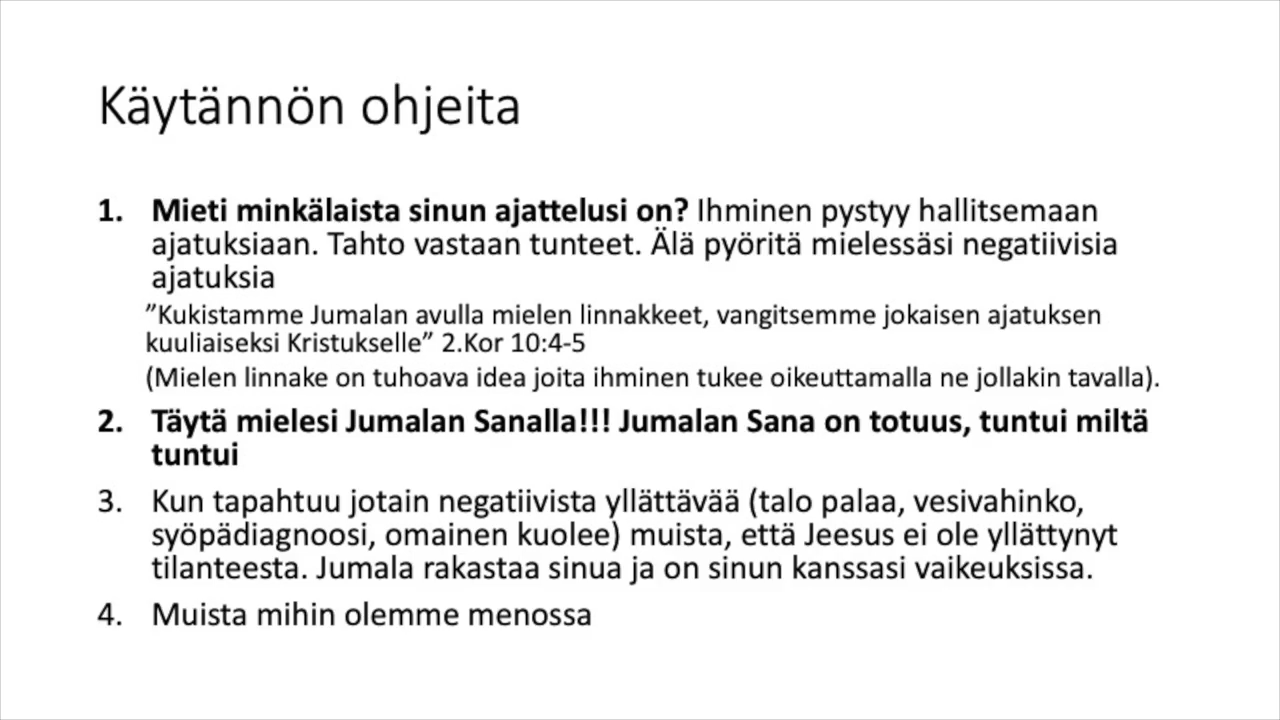 Käytännön ohjeita
1. Mieti minkälaista sinun ajattelusi on? Ihminen pystyy hallitsemaan
ajatuksiaan. Tahto vastaan tunteet. Älä pyöritä mielessäsi negatiivisia
ajatuksia
”Kukistamme Jumalan avulla mielen linnakkeet, vangitsemme jokaisen ajatuksen
kuuliaiseksi Kristukselle” 2.Kor 10:4-5
(Mielen linnake on tuhoava idea joita ihminen tukee oikeuttamalla ne jollakin tavalla).
2. Täytä mielesi Jumalan Sanalla!!! Jumalan Sana on totuus, tuntui miltä
tuntui
3. Kun tapahtuu jotain negatiivista yllättävää (talo palaa, vesivahinko,
syöpädiagnoosi, omainen kuolee) muista, että Jeesus ei ole yllättynyt
tilanteesta. Jumala rakastaa sinua ja on sinun kanssasi vaikeuksissa.
4. Muista mihin olemme menossa